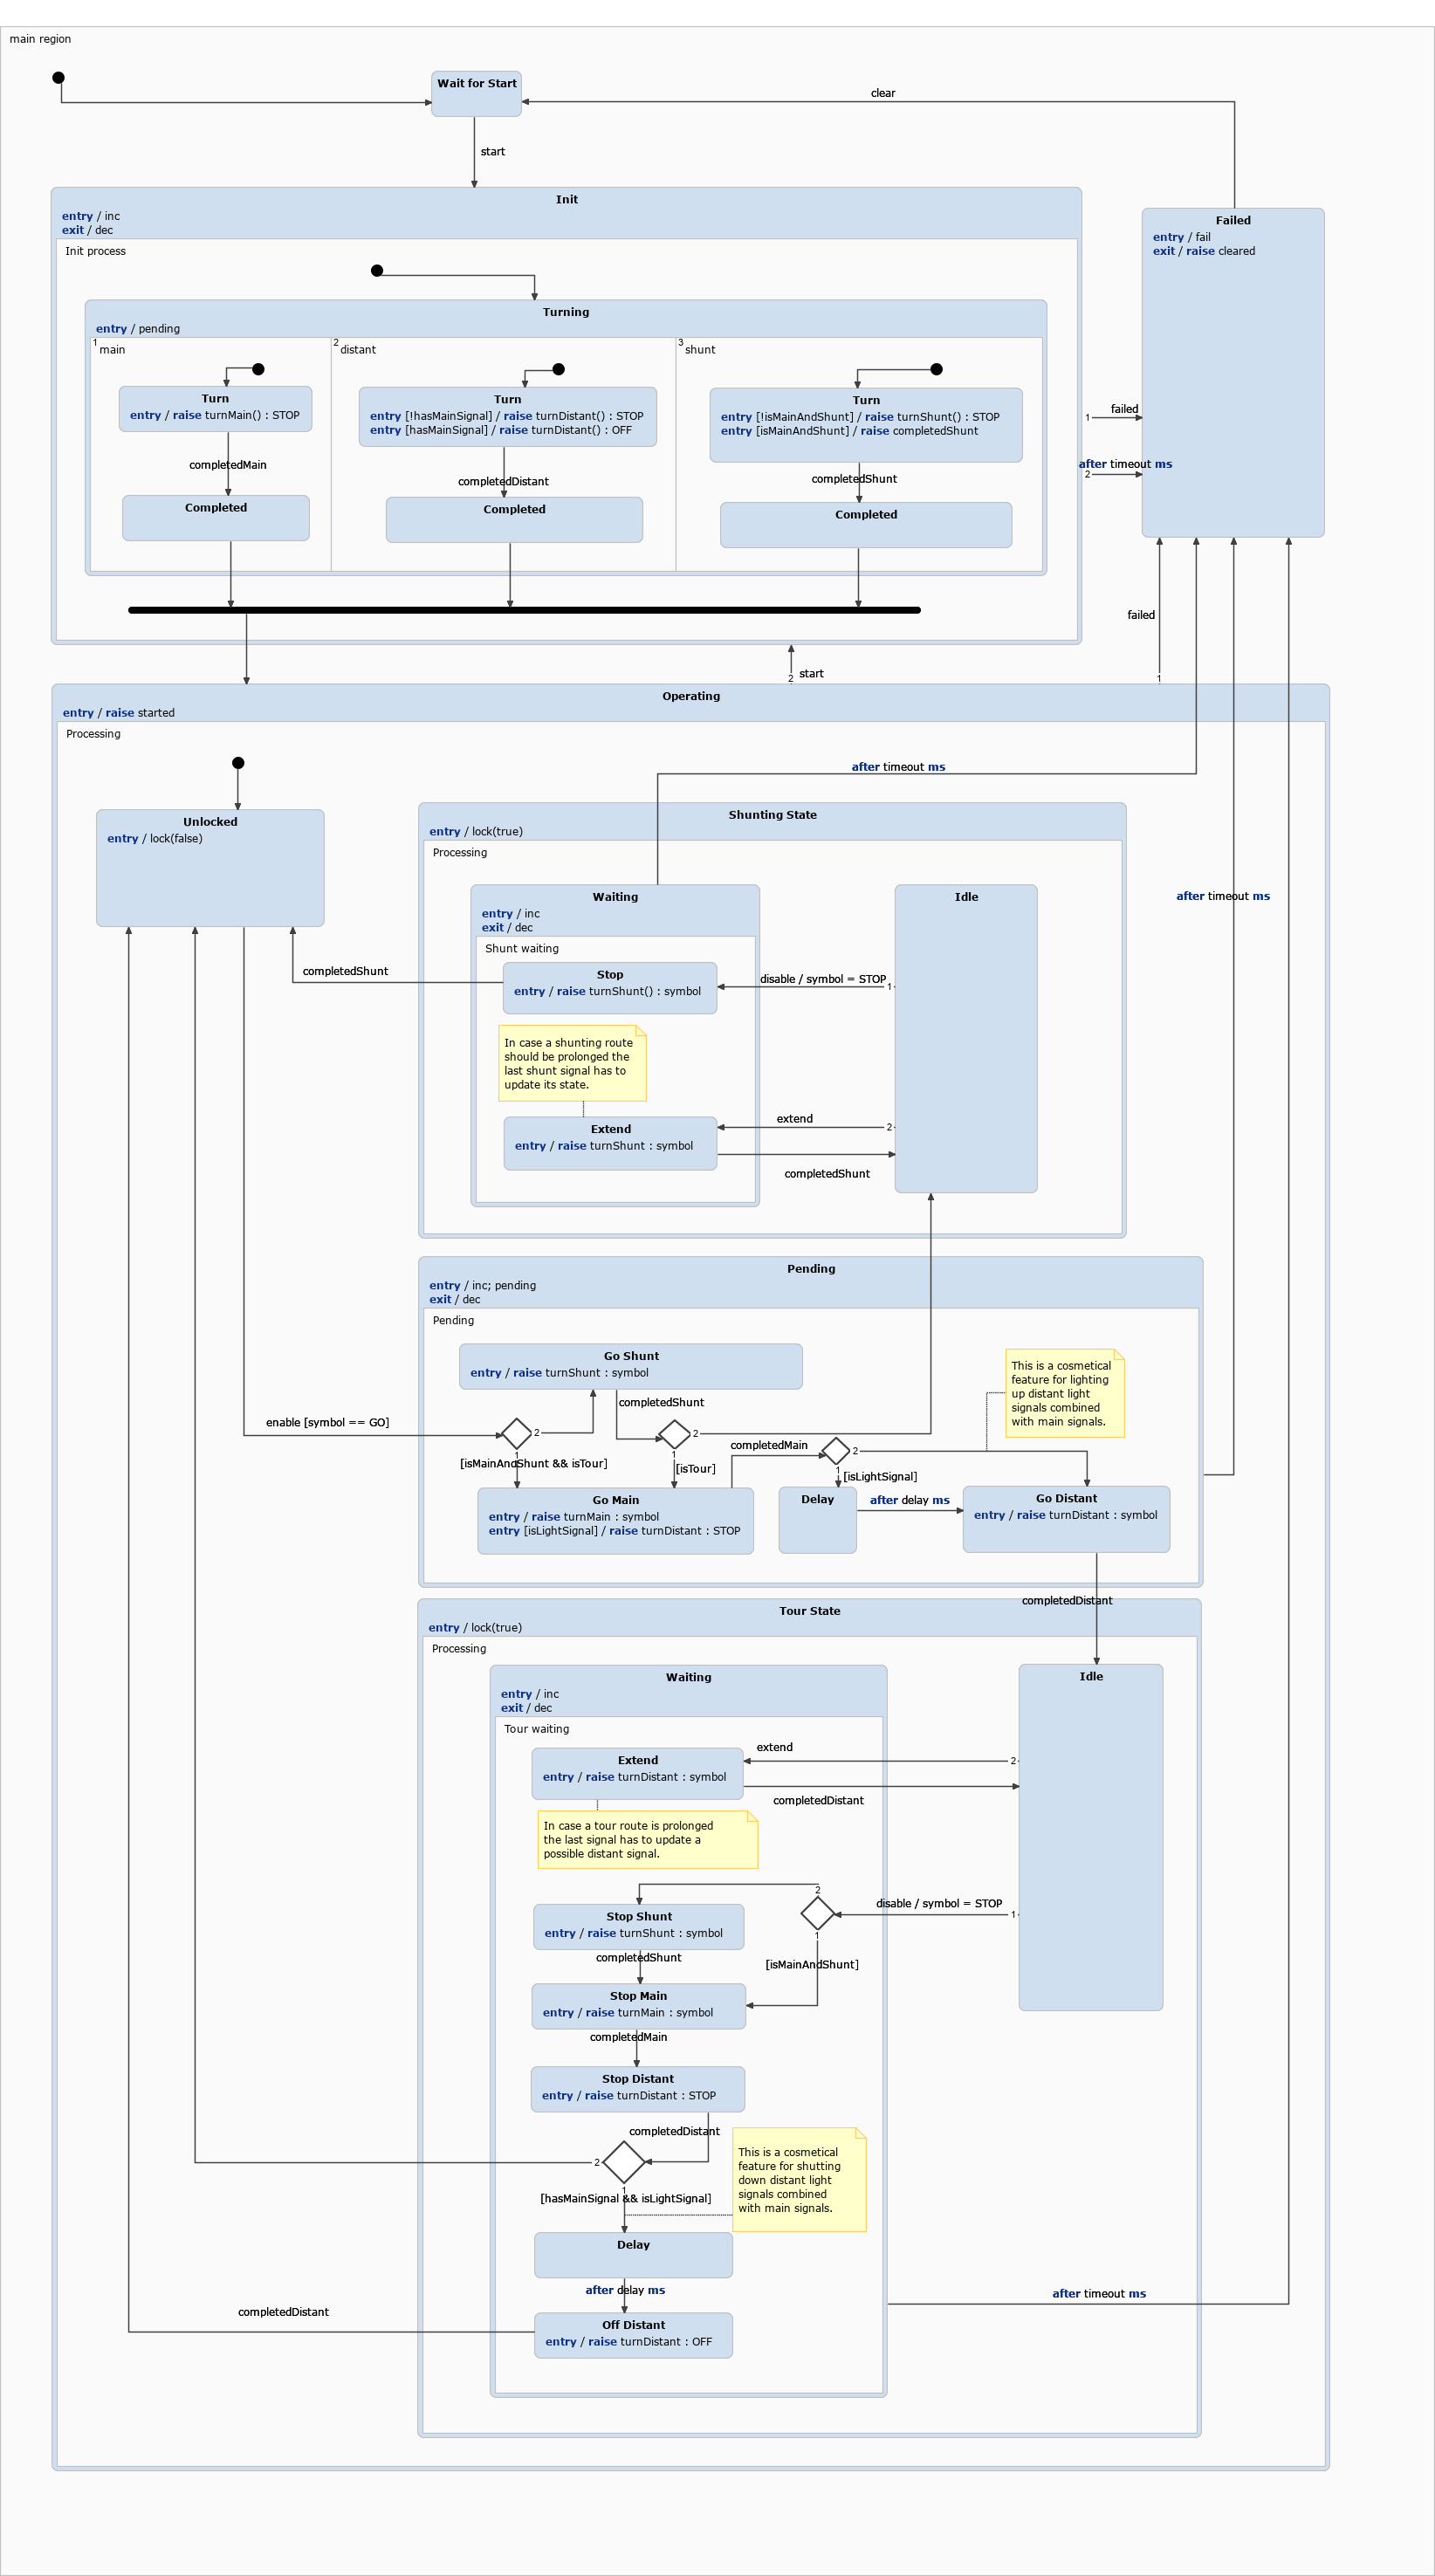 main region
Wait for Start
clear
start
Init
entry / inc
exit / dec
Init process
Failed
entry / fail
exit / raise cleared
Turning
entry / pending
1
main
2
distant
3
shunt
Turn
entry / raise turnMain() : STOP
Turn
entry [!hasMainSignal] / raise turnDistant() : STOP
entry [hasMainSignal] / raise turnDistant() : OFF
Turn
entry [!isMainAndShunt] / raise turnShunt() : STOP
entry [isMainAndShunt] / raise completedShunt
1
failed
completedMain
completedDistant
completedShunt
after timeout ms
2
Completed
Completed
Completed
failed
2
start
1
Operating
entry / raise started
Processing
after timeout ms
Unlocked
entry / lock(false)
Shunting State
entry / lock(true)
Processing
Waiting
entry / inc
exit / dec
Shunt waiting
Idle
after timeout ms
Stop
entry / raise turnShunt() : symbol
completedShunt
disable / symbol = STOP
1
In case a shunting route
should be prolonged the
last shunt signal has to
update its state.
extend
2
Extend
entry / raise turnShunt : symbol
completedShunt
Pending
entry / inc; pending
exit / dec
Pending
Go Shunt
entry / raise turnShunt : symbol
This is a cosmetical
feature for lighting
up distant light
signals combined
with main signals.
completedShunt
enable [symbol == GO]
2
2
1
[isMainAndShunt && isTour]
1
[isTour]
completedMain
2
1
[isLightSignal]
Go Main
entry / raise turnMain : symbol
entry [isLightSignal] / raise turnDistant : STOP
Delay
after delay ms
Go Distant
entry / raise turnDistant : symbol
completedDistant
Tour State
entry / lock(true)
Processing
Waiting
entry / inc
exit / dec
Tour waiting
Idle
extend
2
Extend
entry / raise turnDistant : symbol
completedDistant
In case a tour route is prolonged
the last signal has to update a
possible distant signal.
2
disable / symbol = STOP
1
Stop Shunt
entry / raise turnShunt : symbol
1
completedShunt
[isMainAndShunt]
Stop Main
entry / raise turnMain : symbol
completedMain
Stop Distant
entry / raise turnDistant : STOP
completedDistant
This is a cosmetical
feature for shutting
down distant light
signals combined
with main signals.
2
1
[hasMainSignal && isLightSignal]
Delay
after delay ms
after timeout ms
completedDistant
Off Distant
entry / raise turnDistant : OFF